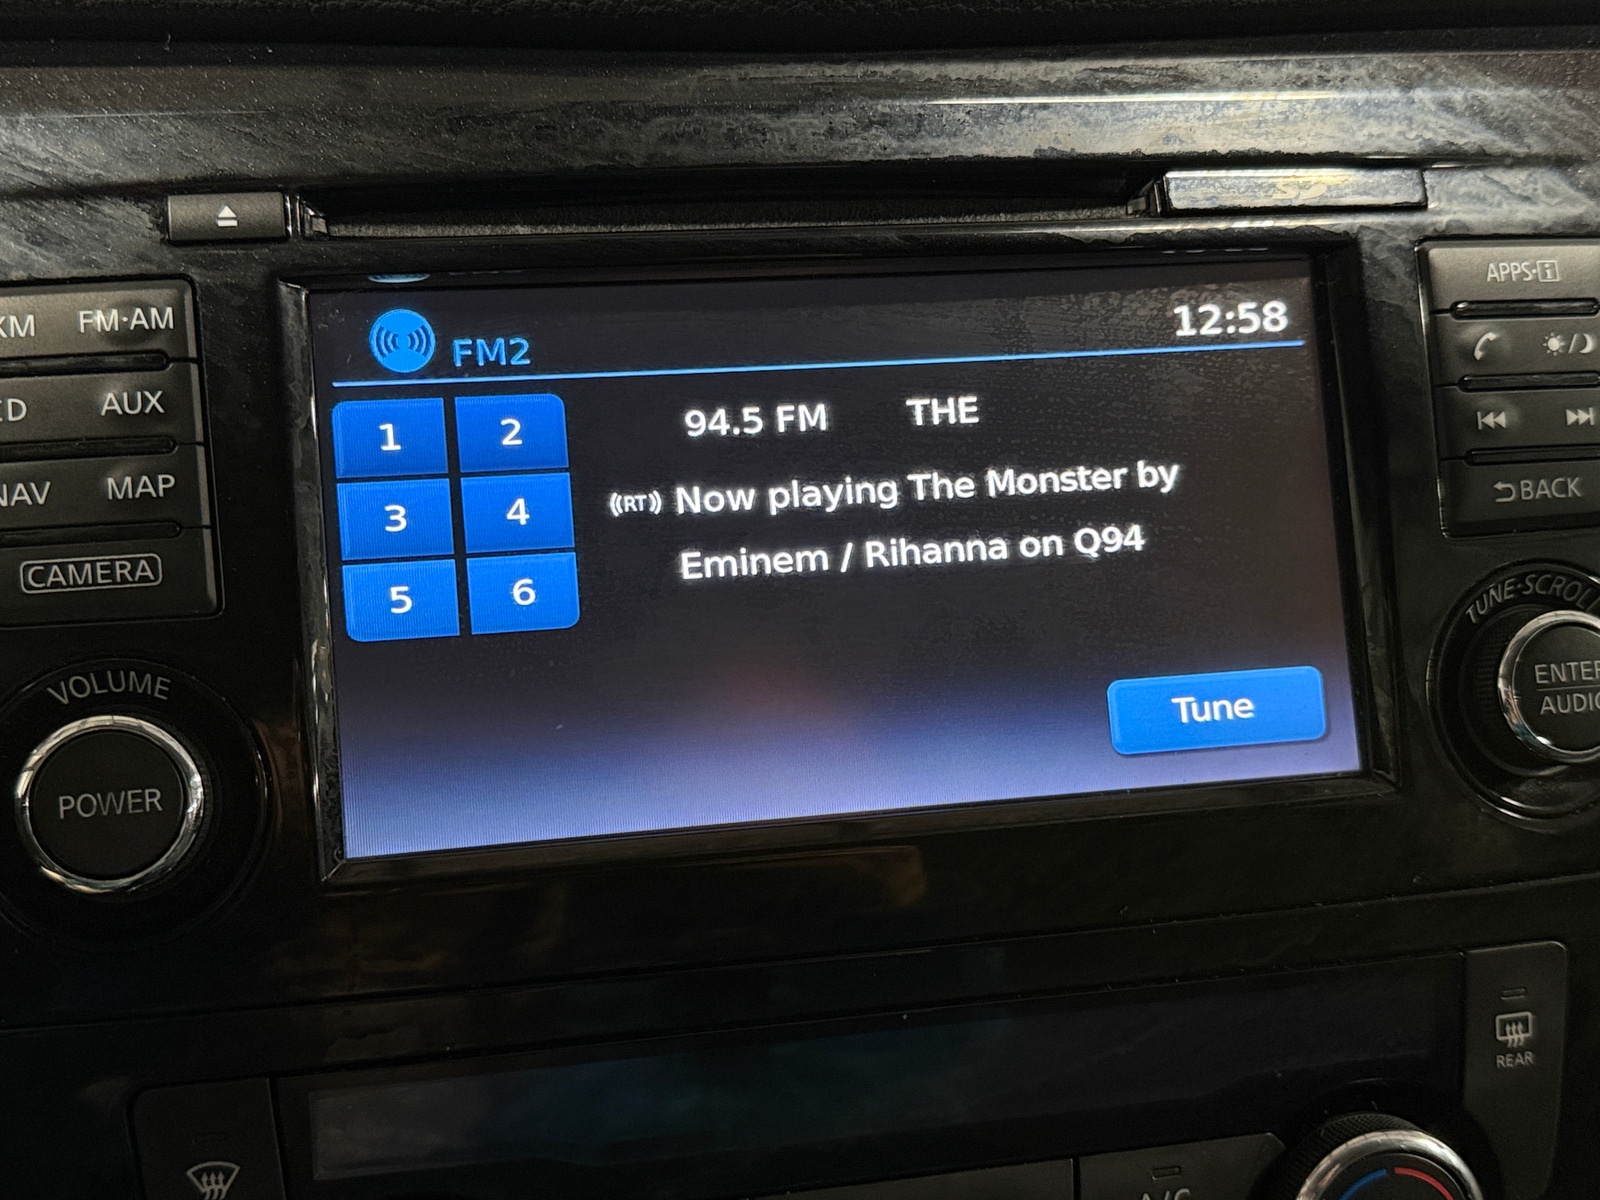 APPS·i
XM FM·AM
FM2
12:58
CD AUX
1 2
94.5 FM THE
NAV MAP
3 4
((RT)) Now playing The Monster by
BACK
CAMERA
5 6
Eminem / Rihanna on Q94
TUNE·SCROLL
VOLUME
ENTER
AUDIO
POWER
Tune
REAR
A/C